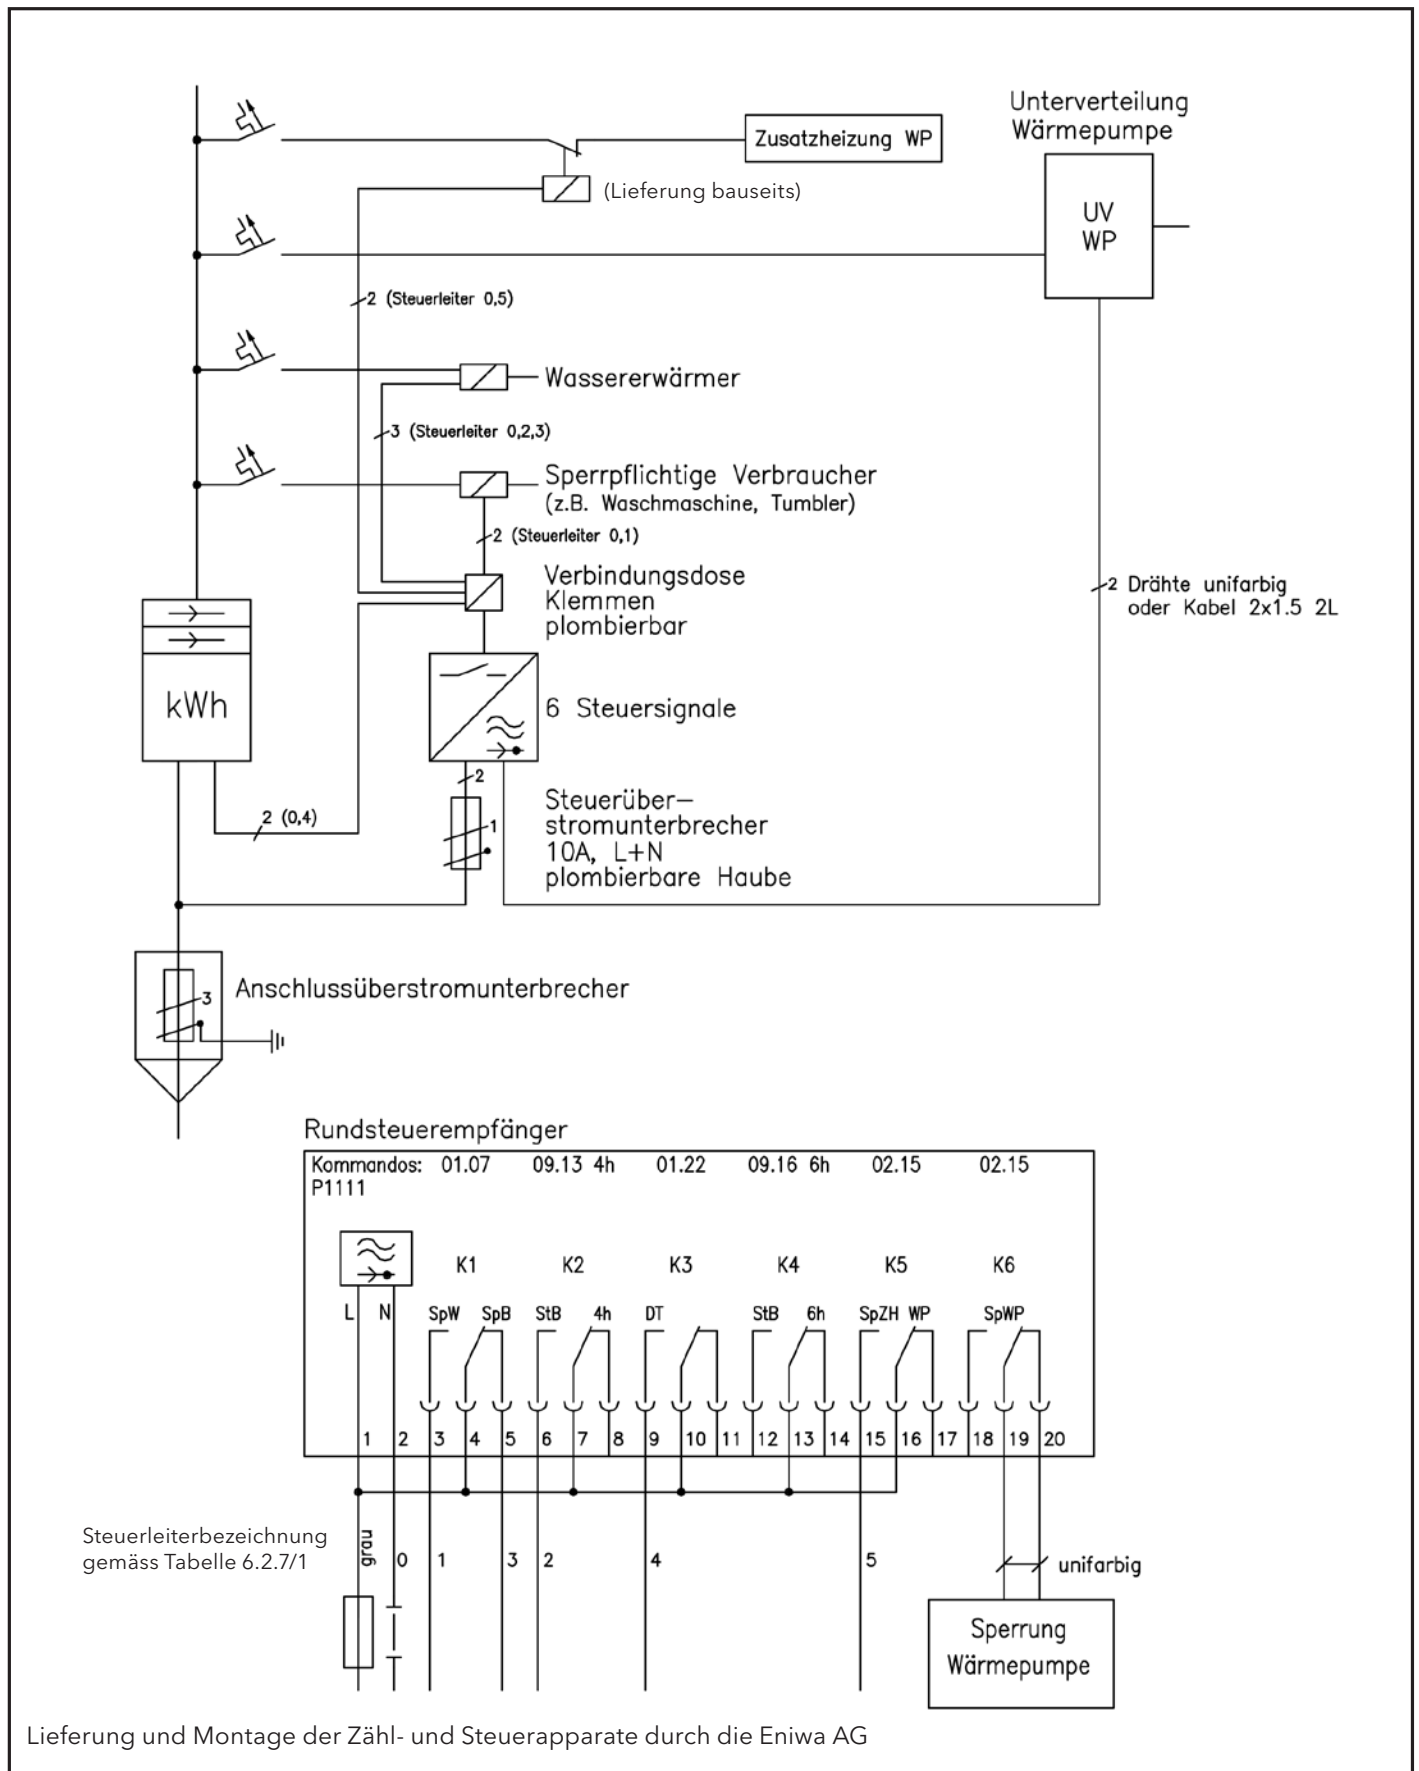 Unterverteilung
Wärmepumpe
Zusatzheizung WP
(Lieferung bauseits)
UV
WP
2 (Steuerleiter 0,5)
Wassererwärmer
3 (Steuerleiter 0,2,3)
Sperrpflichtige Verbraucher
(z.B. Waschmaschine, Tumbler)
2 (Steuerleiter 0,1)
Verbindungsdose
Klemmen
plombierbar
2 Drähte unifarbig
oder Kabel 2x1.5 2L
kWh
6 Steuersignale
2
2 (0,4)
Steuerüber–
stromunterbrecher
10A, L+N
plombierbare Haube
1
Anschlussüberstromunterbrecher
3
Rundsteuerempfänger
Kommandos: 01.07 09.13 4h 01.22 09.16 6h 02.15 02.15
P1111
K1 K2 K3 K4 K5 K6
L N SpW SpB StB 4h DT StB 6h SpZH WP SpWP
1 2 3 4 5 6 7 8 9 10 11 12 13 14 15 16 17 18 19 20
Steuerleiterbezeichnung
gemäss Tabelle 6.2.7/1
grau 0 1 3 2 4 5 unifarbig
Sperrung
Wärmepumpe
Lieferung und Montage der Zähl- und Steuerapparate durch die Eniwa AG